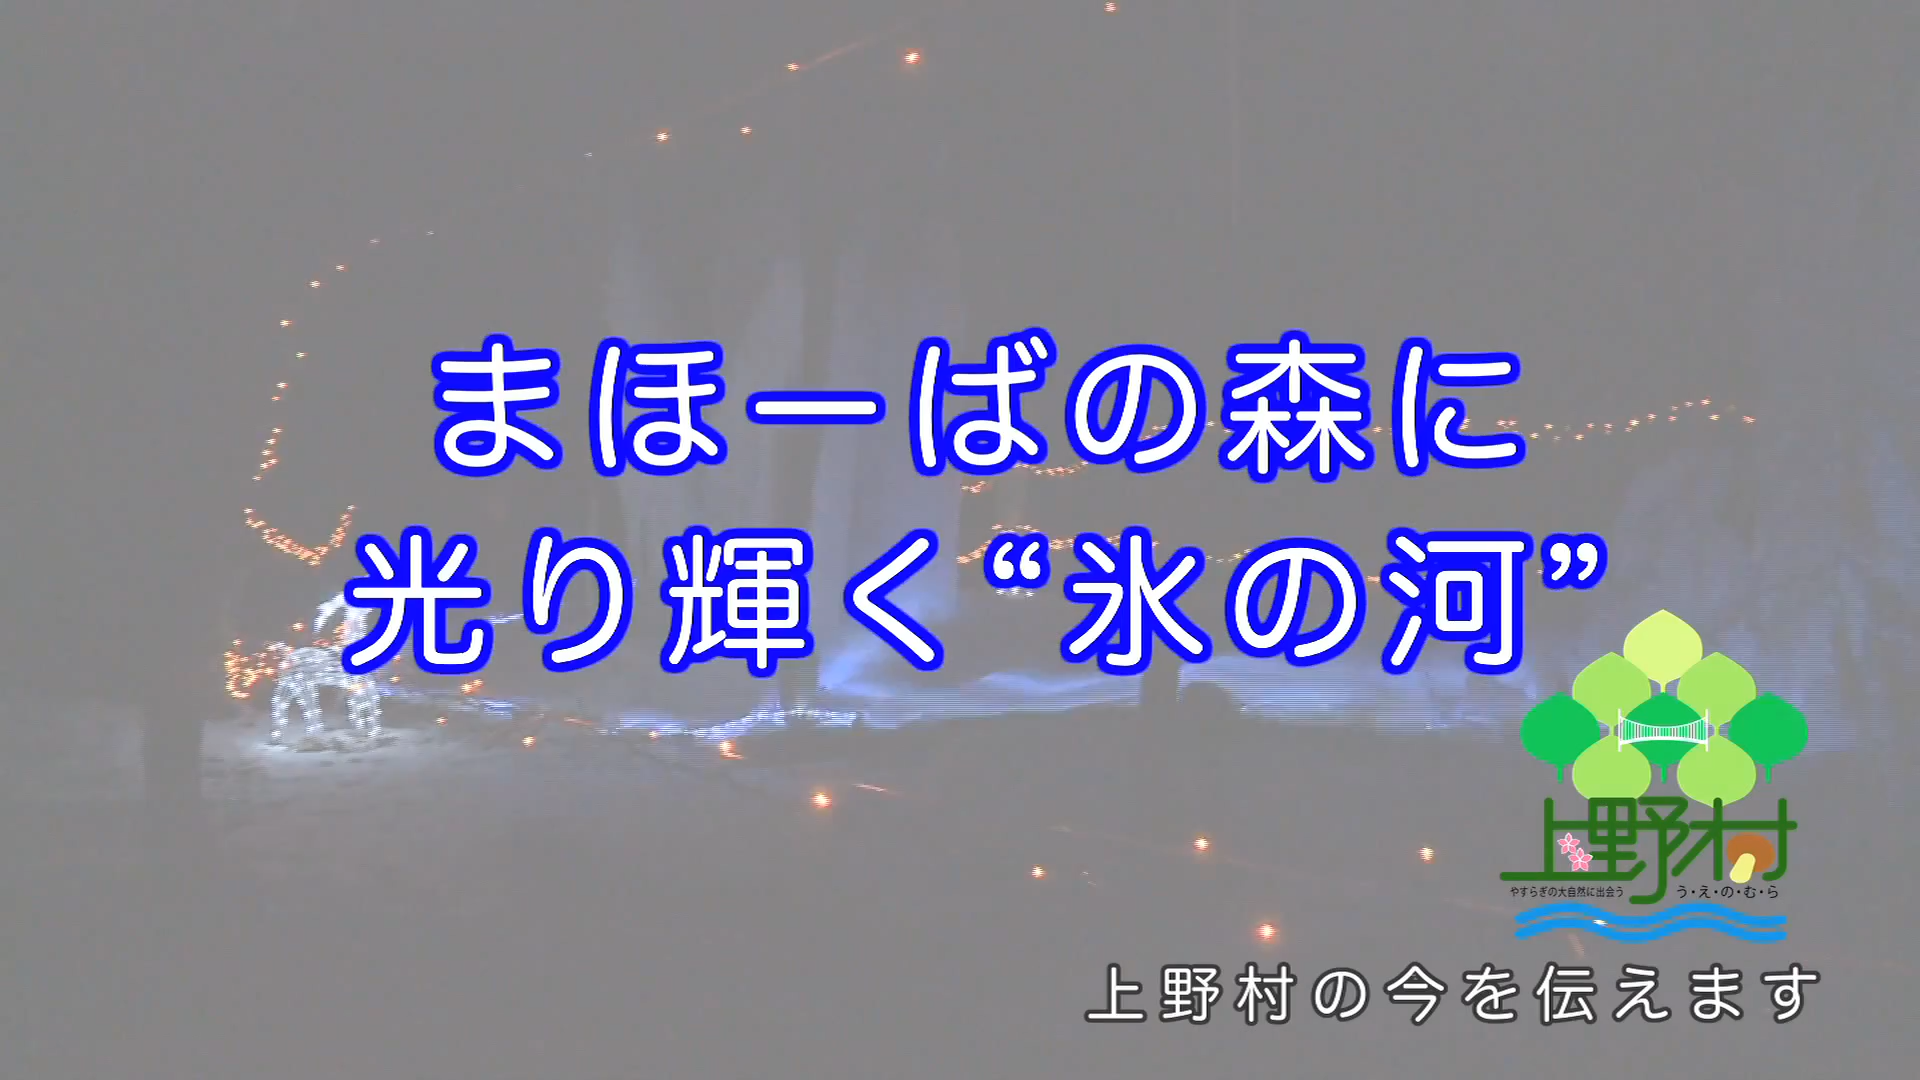 まほーばの森に
光り輝く“氷の河”
上野村
やすらぎの大自然に出会う
う・え・の・む・ら
上野村の今を伝えます